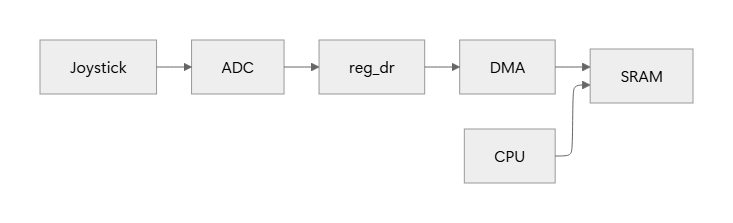 Joystick
ADC
reg_dr
DMA
SRAM
CPU